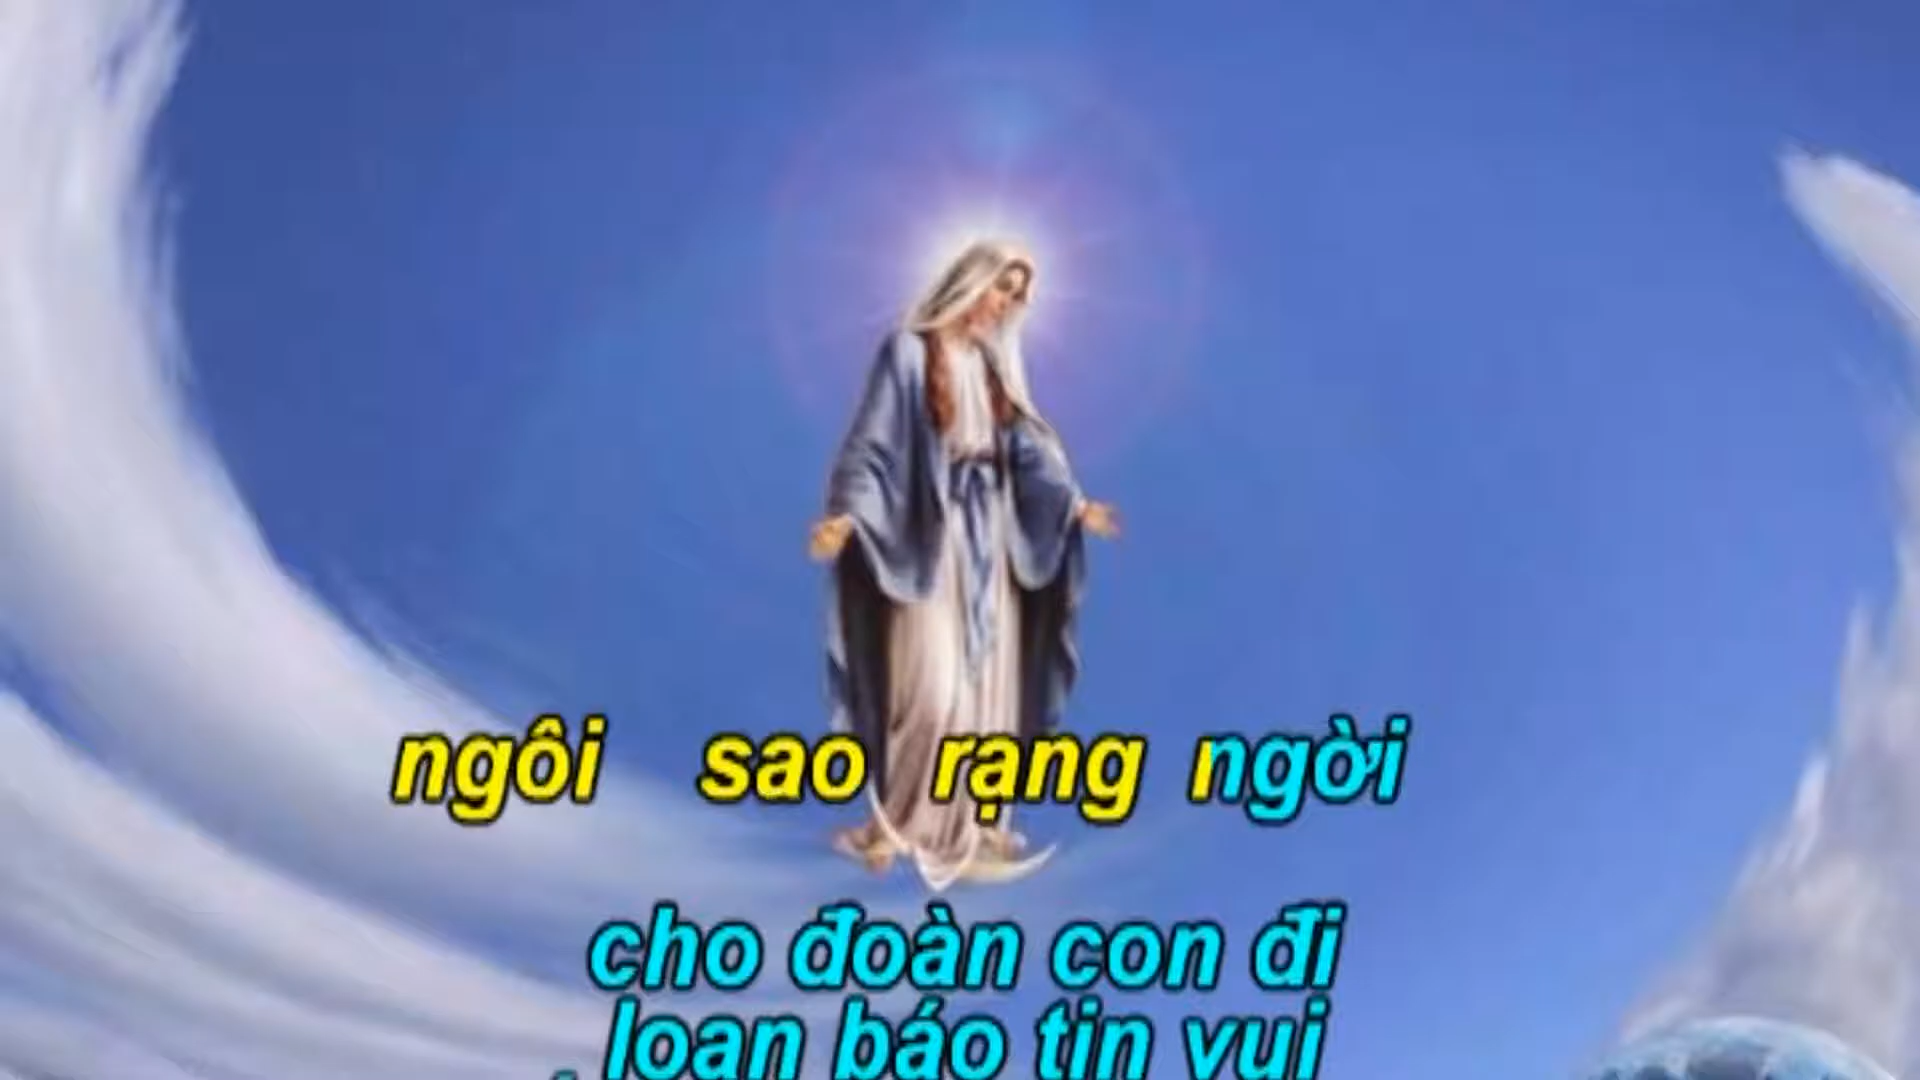 ngôi sao rạng ngời
cho đoàn con đi
loan báo tin vui